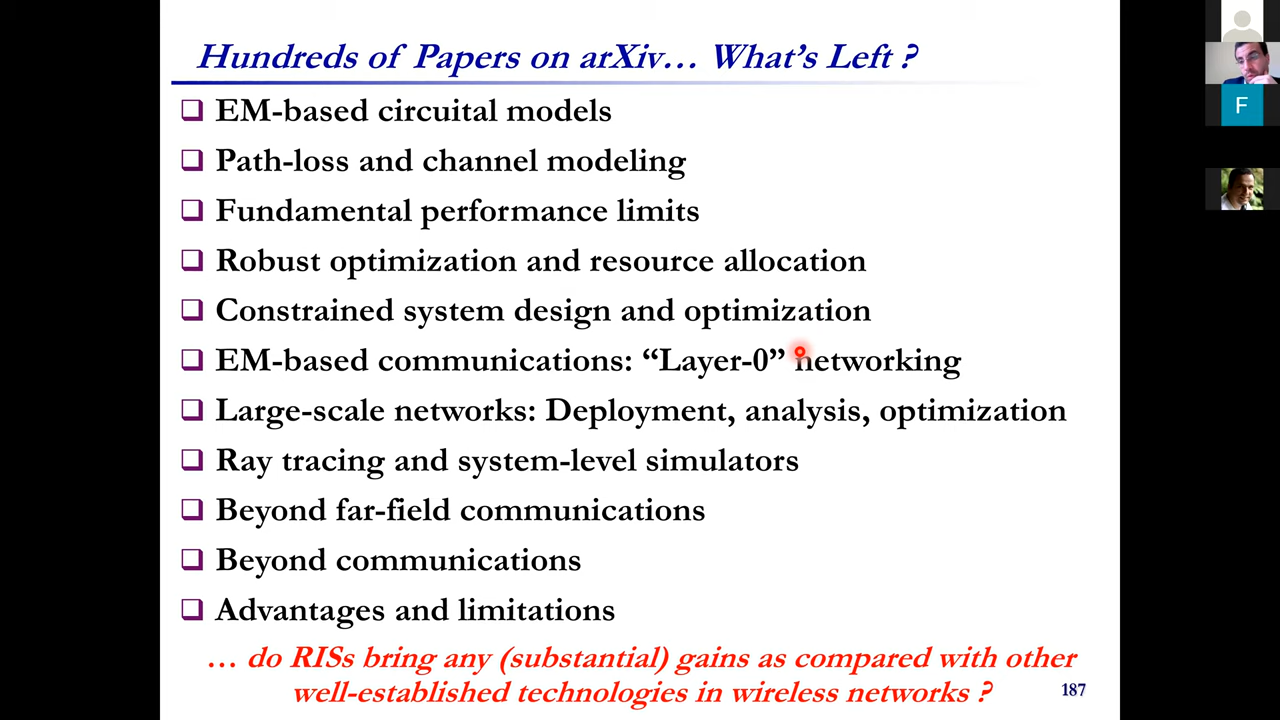 Hundreds of Papers on arXiv… What's Left ?
EM-based circuital models
Path-loss and channel modeling
Fundamental performance limits
Robust optimization and resource allocation
Constrained system design and optimization
EM-based communications: “Layer-0” networking
Large-scale networks: Deployment, analysis, optimization
Ray tracing and system-level simulators
Beyond far-field communications
Beyond communications
Advantages and limitations
… do RISs bring any (substantial) gains as compared with other
well-established technologies in wireless networks ?
187
F